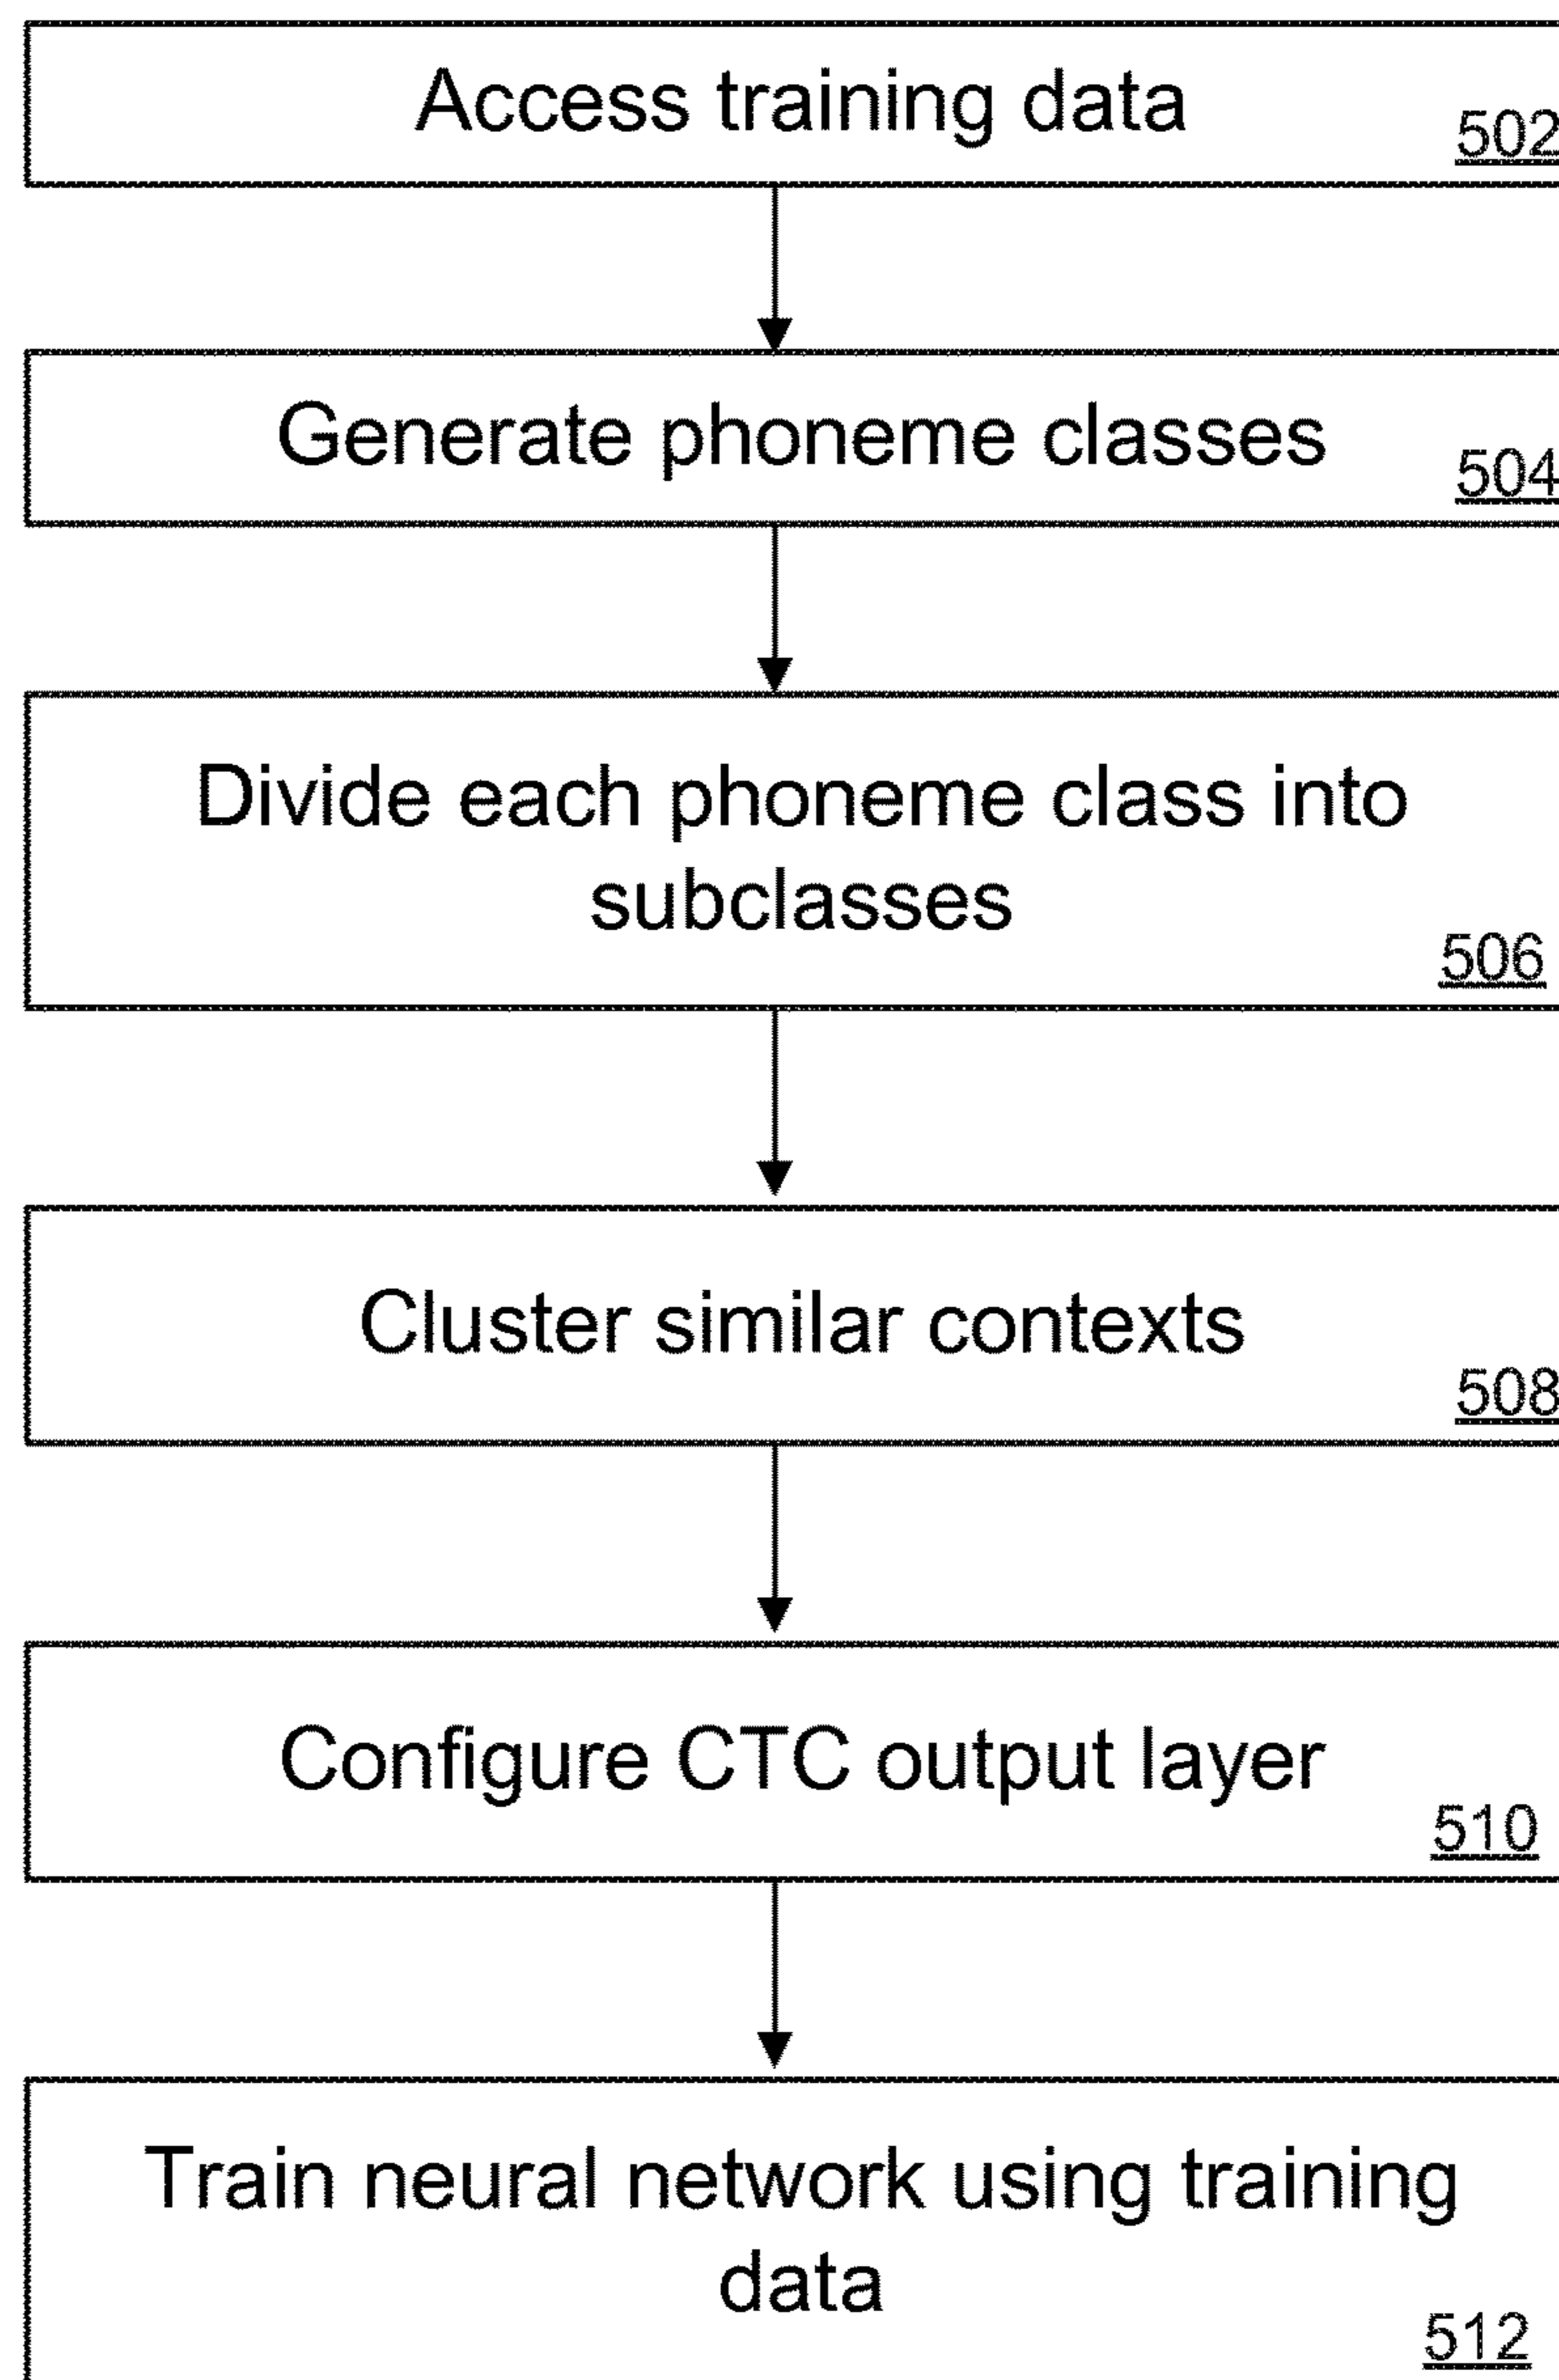 Access training data
502
Generate phoneme classes
504
Divide each phoneme class into
subclasses
506
Cluster similar contexts
508
Configure CTC output layer
510
Train neural network using training
data
512